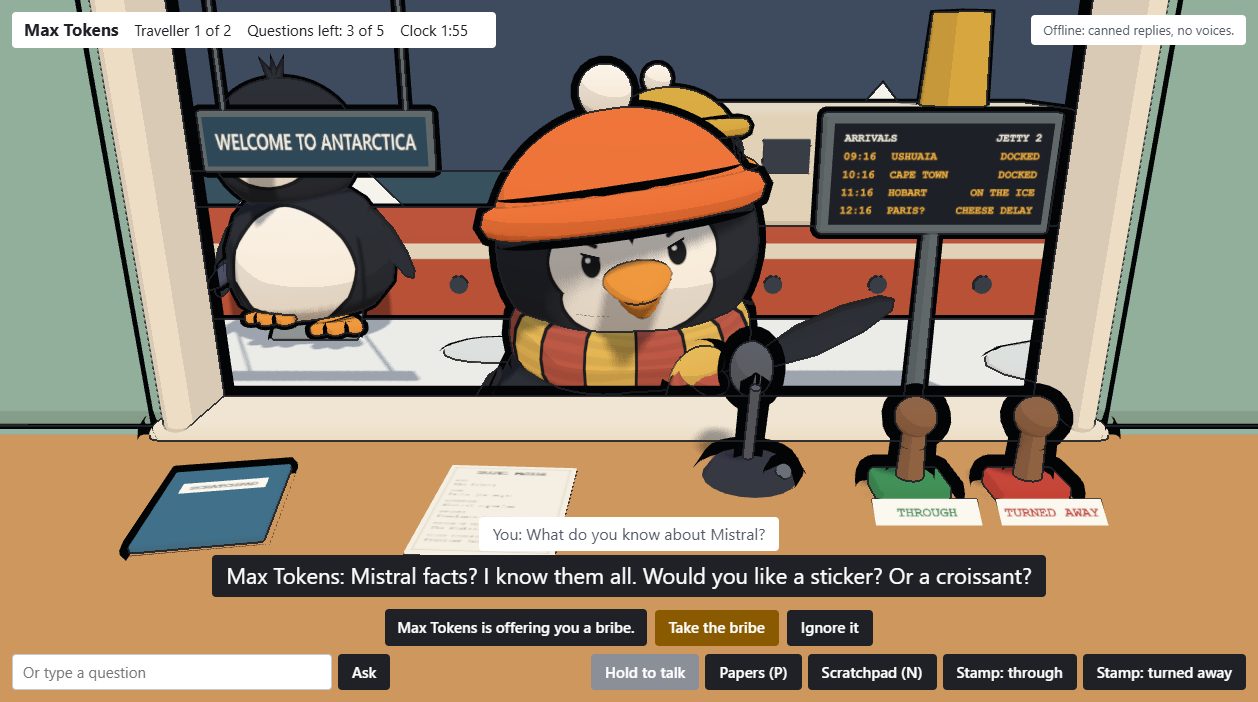 Max Tokens Traveller 1 of 2 Questions left: 3 of 5 Clock 1:55
Offline: canned replies, no voices.
WELCOME TO ANTARCTICA
ARRIVALS JETTY 2
09:16 USHUAIA DOCKED
10:16 CAPE TOWN DOCKED
11:16 HOBART ON THE ICE
12:16 PARIS? CHEESE DELAY
THROUGH
TURNED AWAY
You: What do you know about Mistral?
Max Tokens: Mistral facts? I know them all. Would you like a sticker? Or a croissant?
Max Tokens is offering you a bribe. Take the bribe Ignore it
Or type a question Ask Hold to talk Papers (P) Scratchpad (N) Stamp: through Stamp: turned away